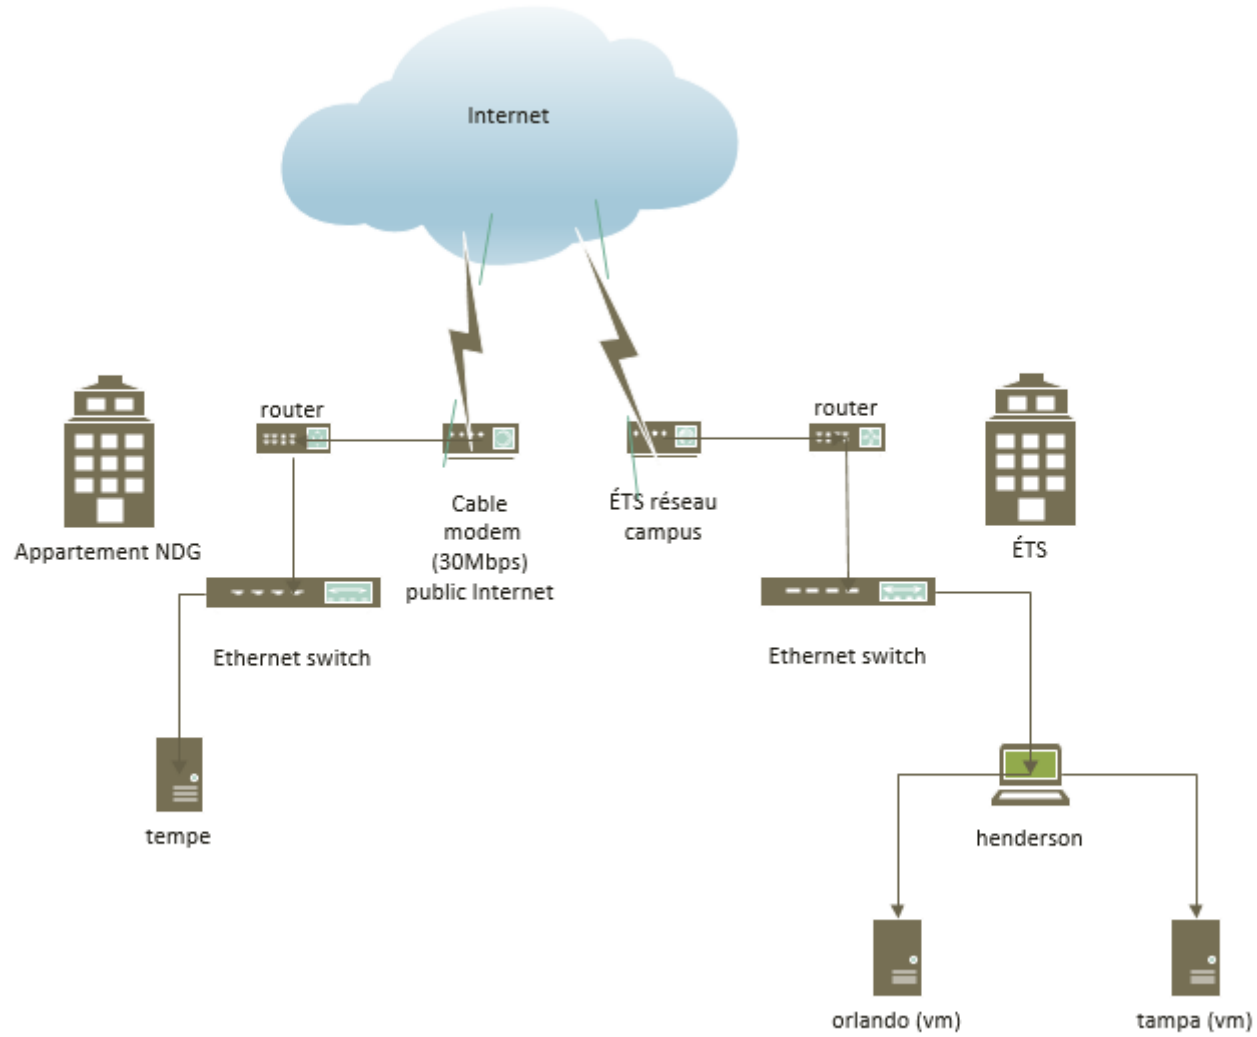 Internet
router
router
Cable
modem
(30Mbps)
public Internet
ÉTS réseau
campus
Appartement NDG
ÉTS
Ethernet switch
Ethernet switch
tempe
henderson
orlando (vm)
tampa (vm)